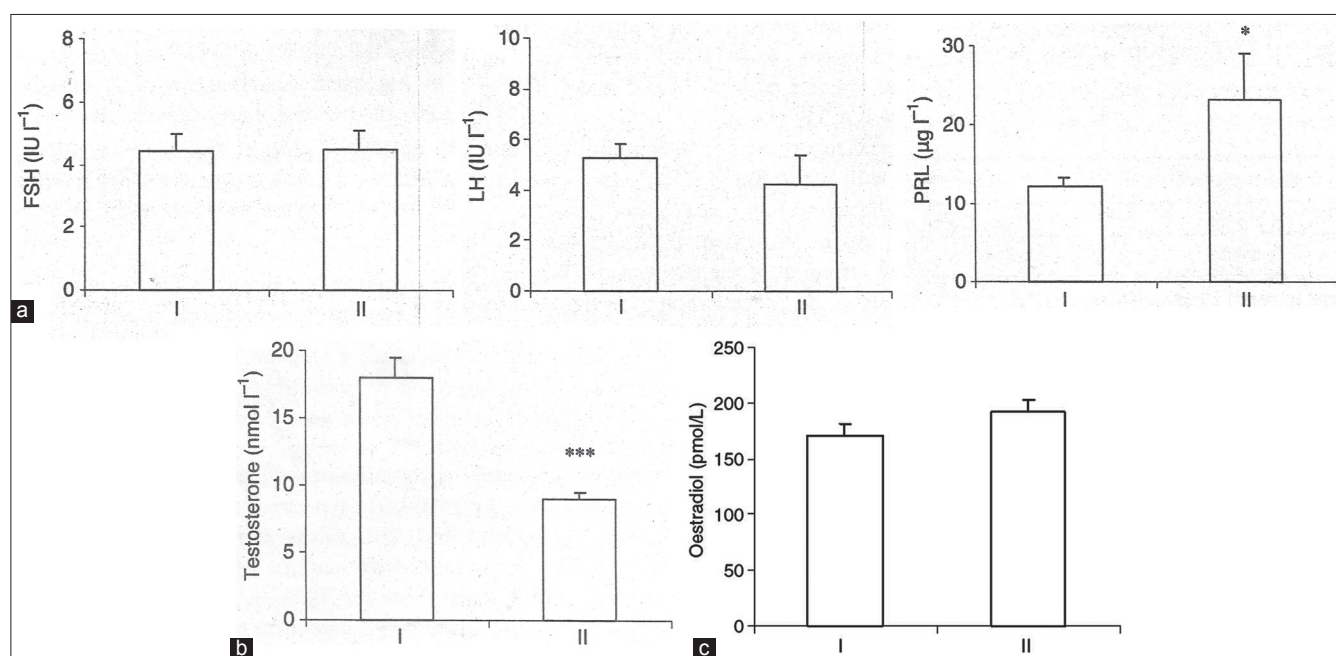 8
6
4
2
0
FSH (IU l⁻¹)
I
II
10
8
6
4
2
0
LH (IU l⁻¹)
I
II
30
20
10
0
PRL (µg l⁻¹)
*
I
II
a
20
15
10
5
0
Testosterone (nmol l⁻¹)
***
I
II
b
250
200
150
100
50
0
Oestradiol (pmol/L)
I
II
c